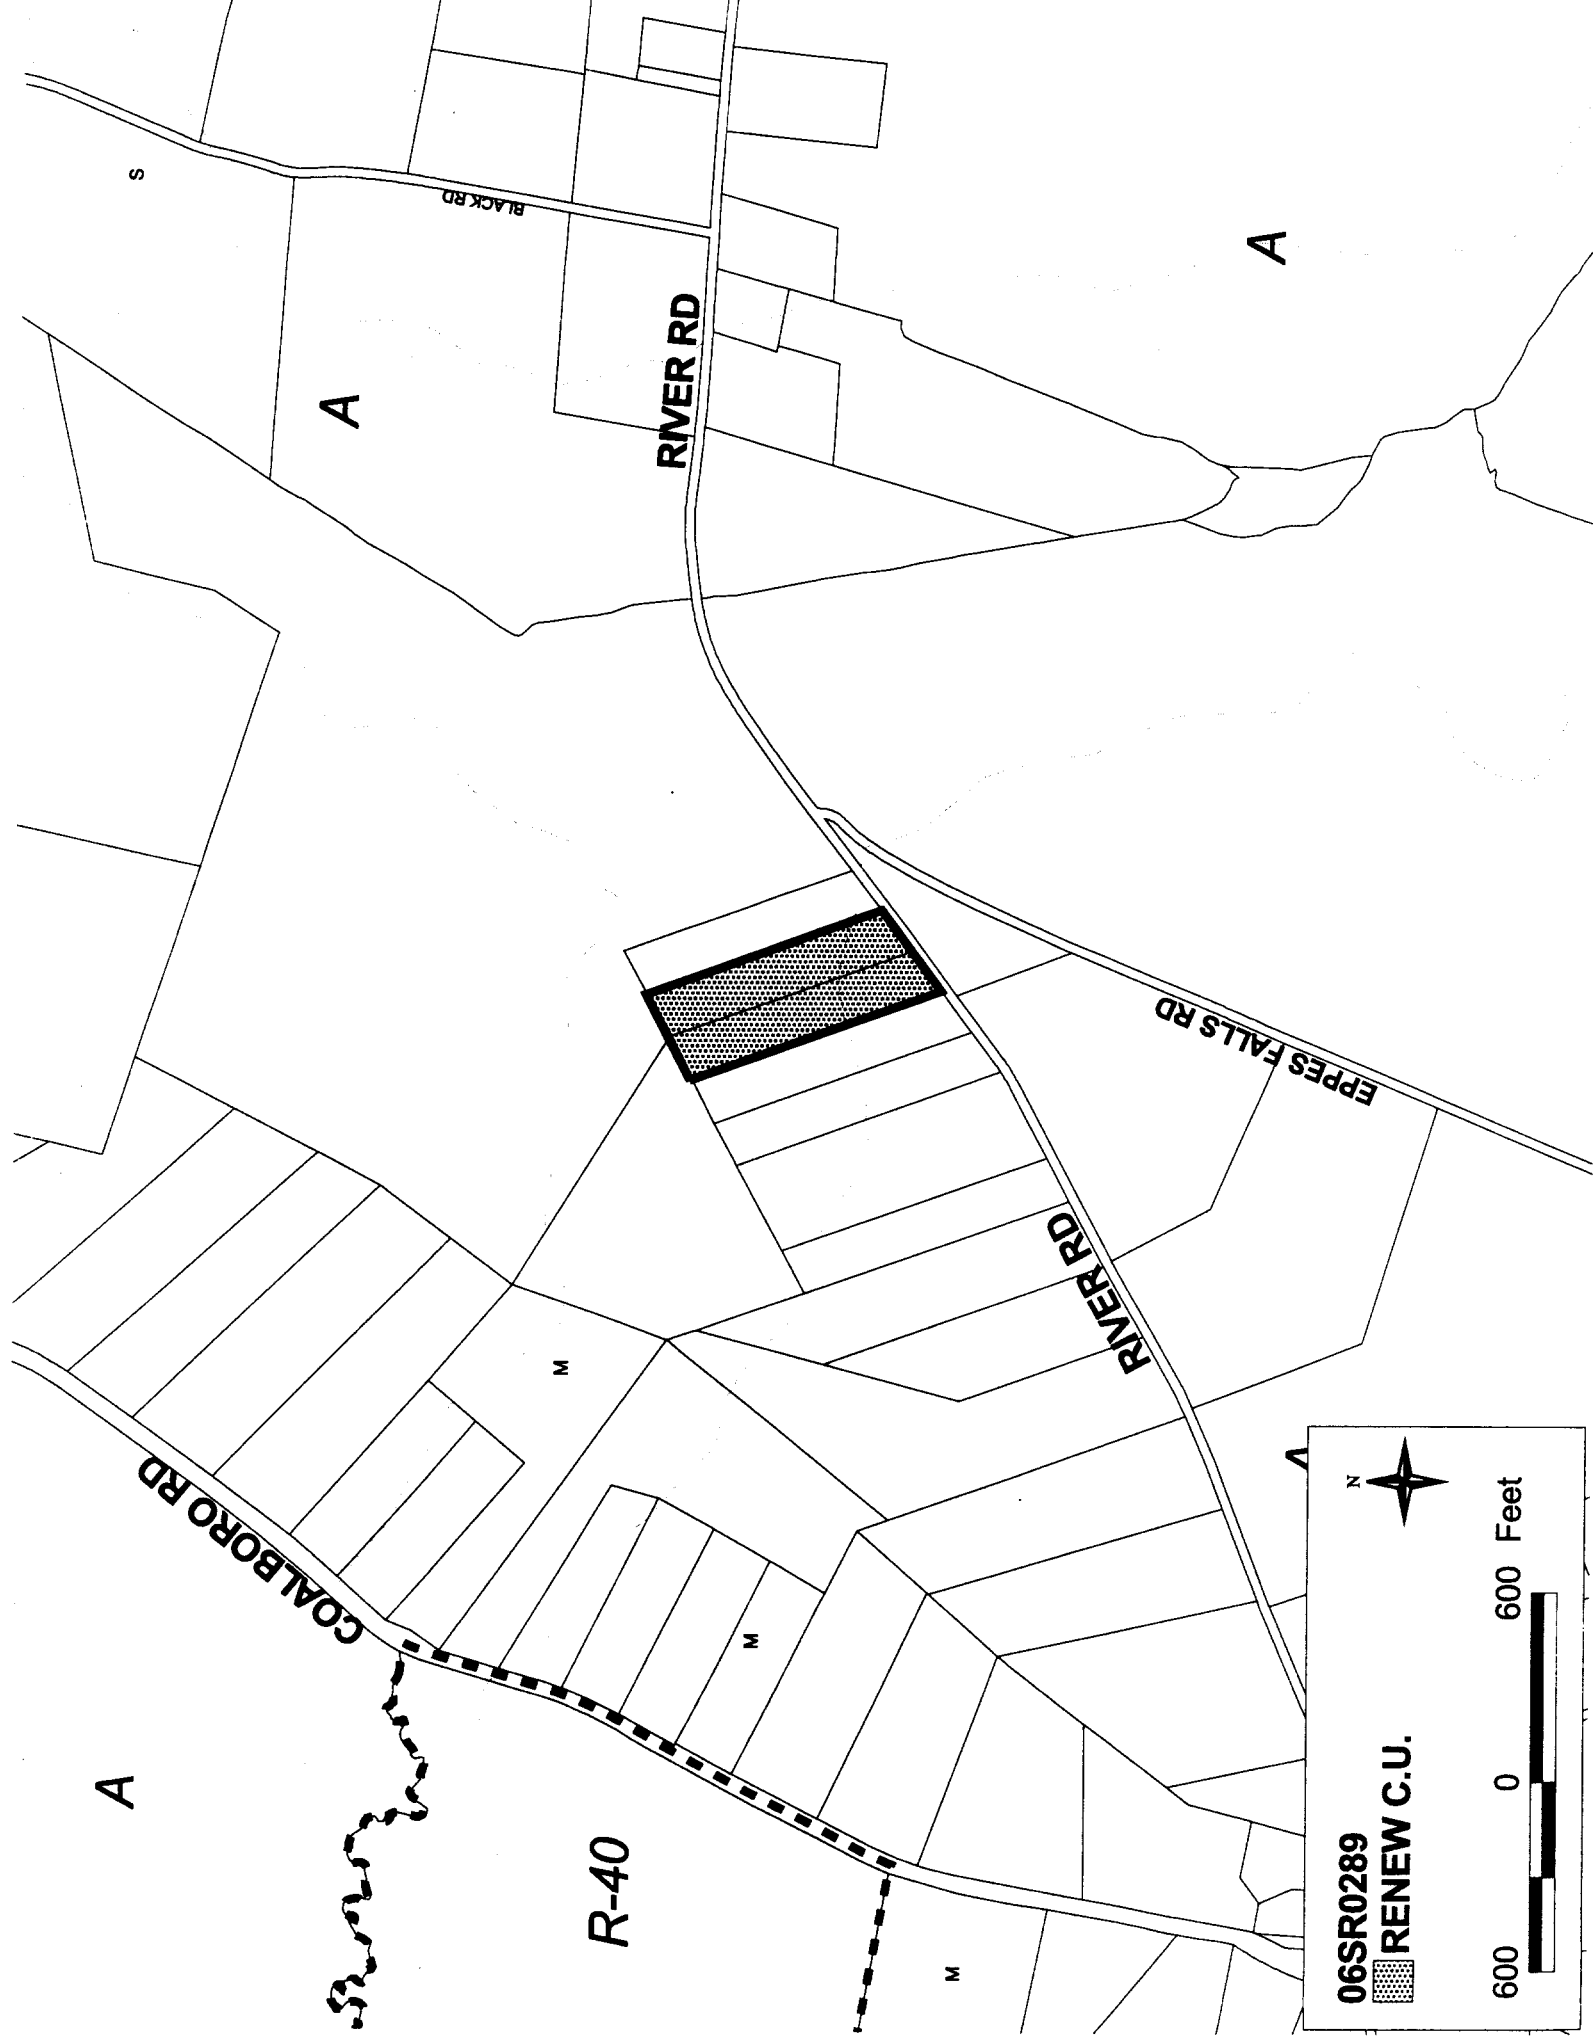 S
BLACK RD
A
RIVER RD
A
EPPES FALLS RD
RIVER RD
COALBORO RD
M
M
A
R-40
M
A
N
06SR0289
RENEW C.U.
600 0 600 Feet